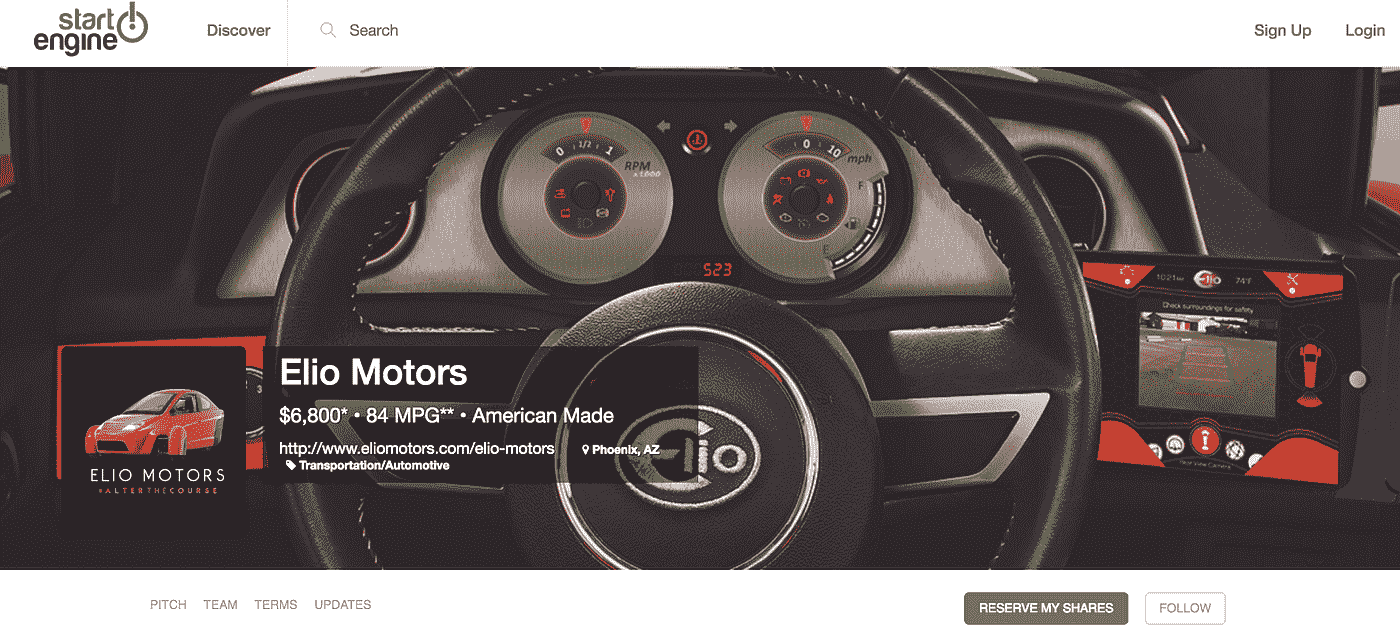 start
engine
Discover
Search
Sign Up
Login
0 1/2 1
RPM
x1000
0 10
mph
F
E
523
10:21
Elio
74°F
Check surroundings for safety
Rear View Camera
Elio Motors
$6,800* • 84 MPG** • American Made
http://www.eliomotors.com/elio-motors
Phoenix, AZ
Transportation/Automotive
ELIO MOTORS
#ALTERTHECOURSE
Elio
PITCH
TEAM
TERMS
UPDATES
RESERVE MY SHARES
FOLLOW